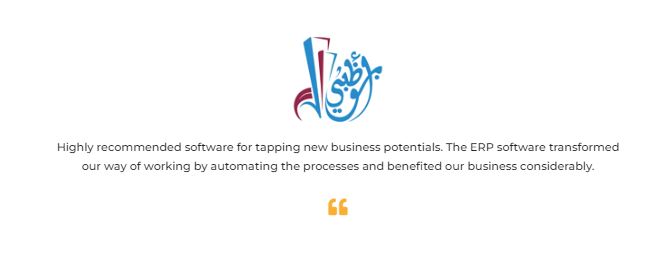 أبوظبي
Highly recommended software for tapping new business potentials. The ERP software transformed
our way of working by automating the processes and benefited our business considerably.
❝